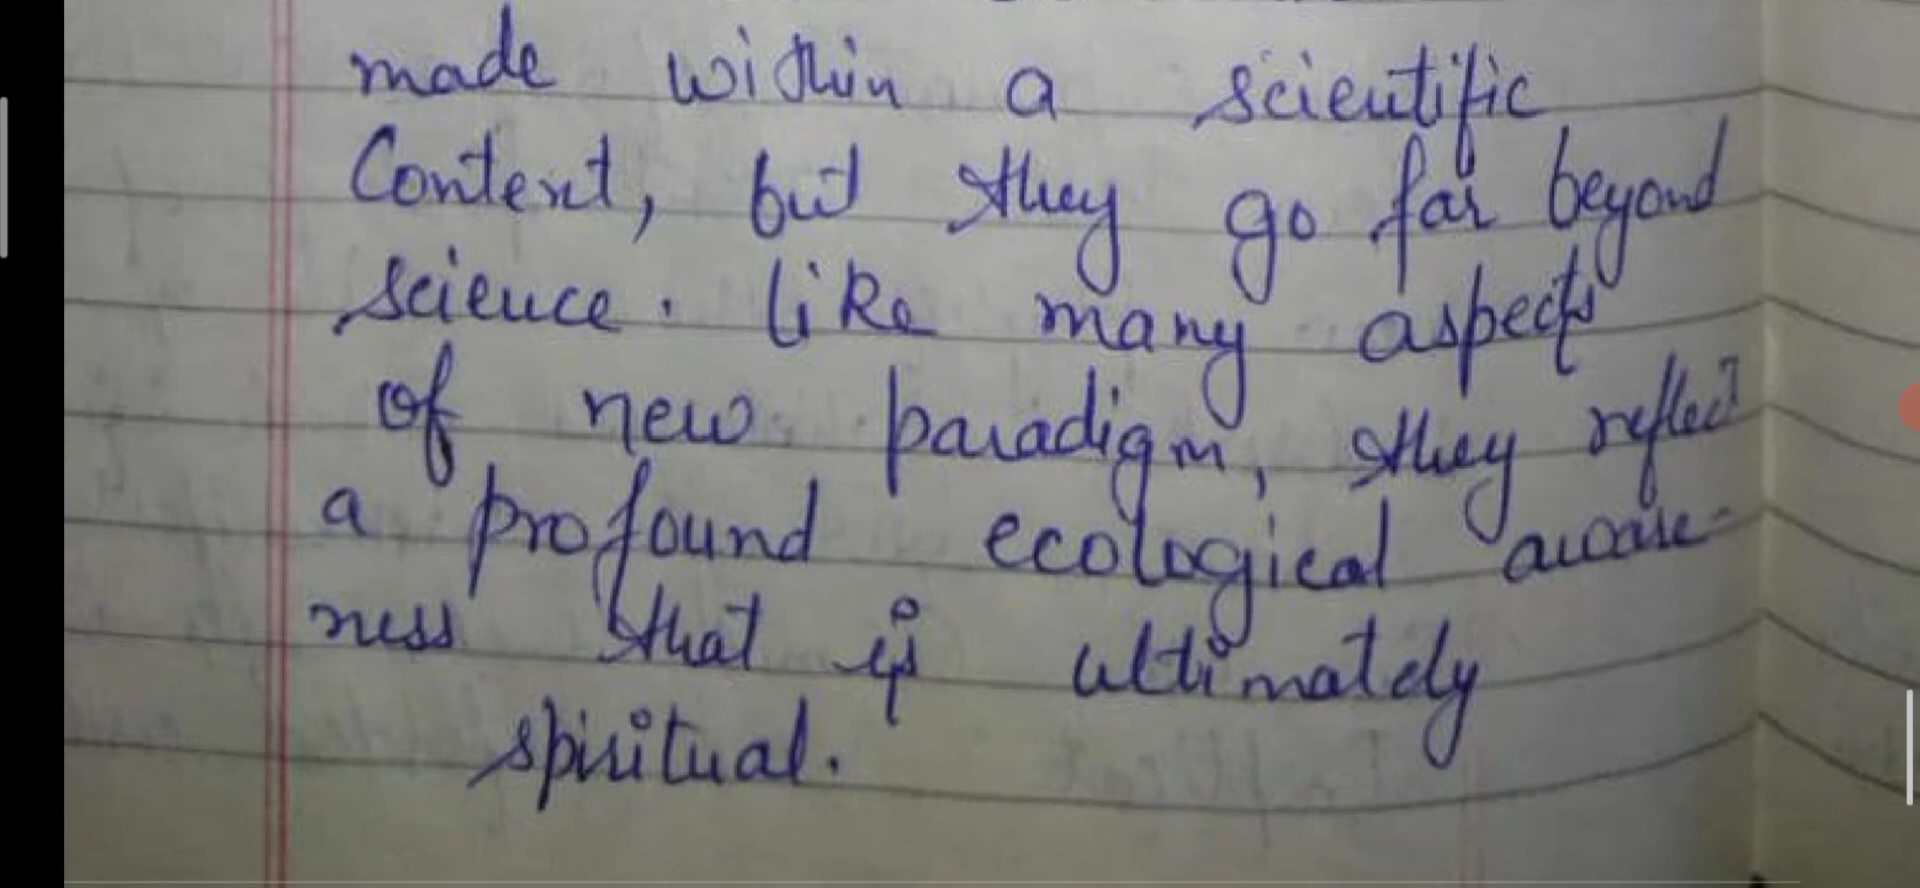 made within a scientific
Context, but they go far beyond
science. like many aspects
of new paradigm, they reflect
a profound ecological aware-
ness that is ultimately
spiritual.